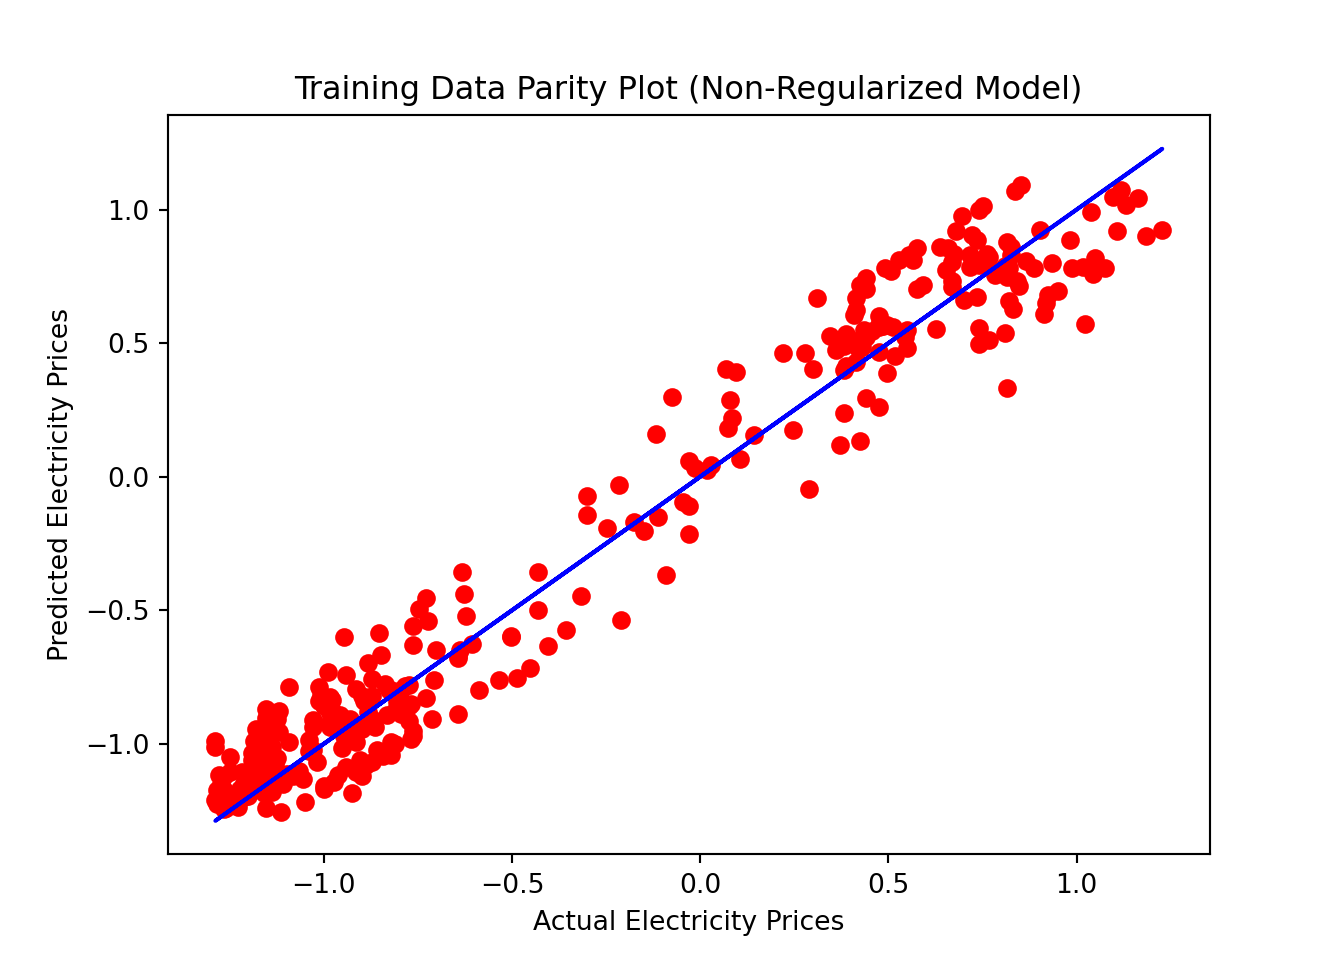 Training Data Parity Plot (Non-Regularized Model)
Predicted Electricity Prices
1.0
0.5
0.0
−0.5
−1.0
−1.0 −0.5 0.0 0.5 1.0
Actual Electricity Prices